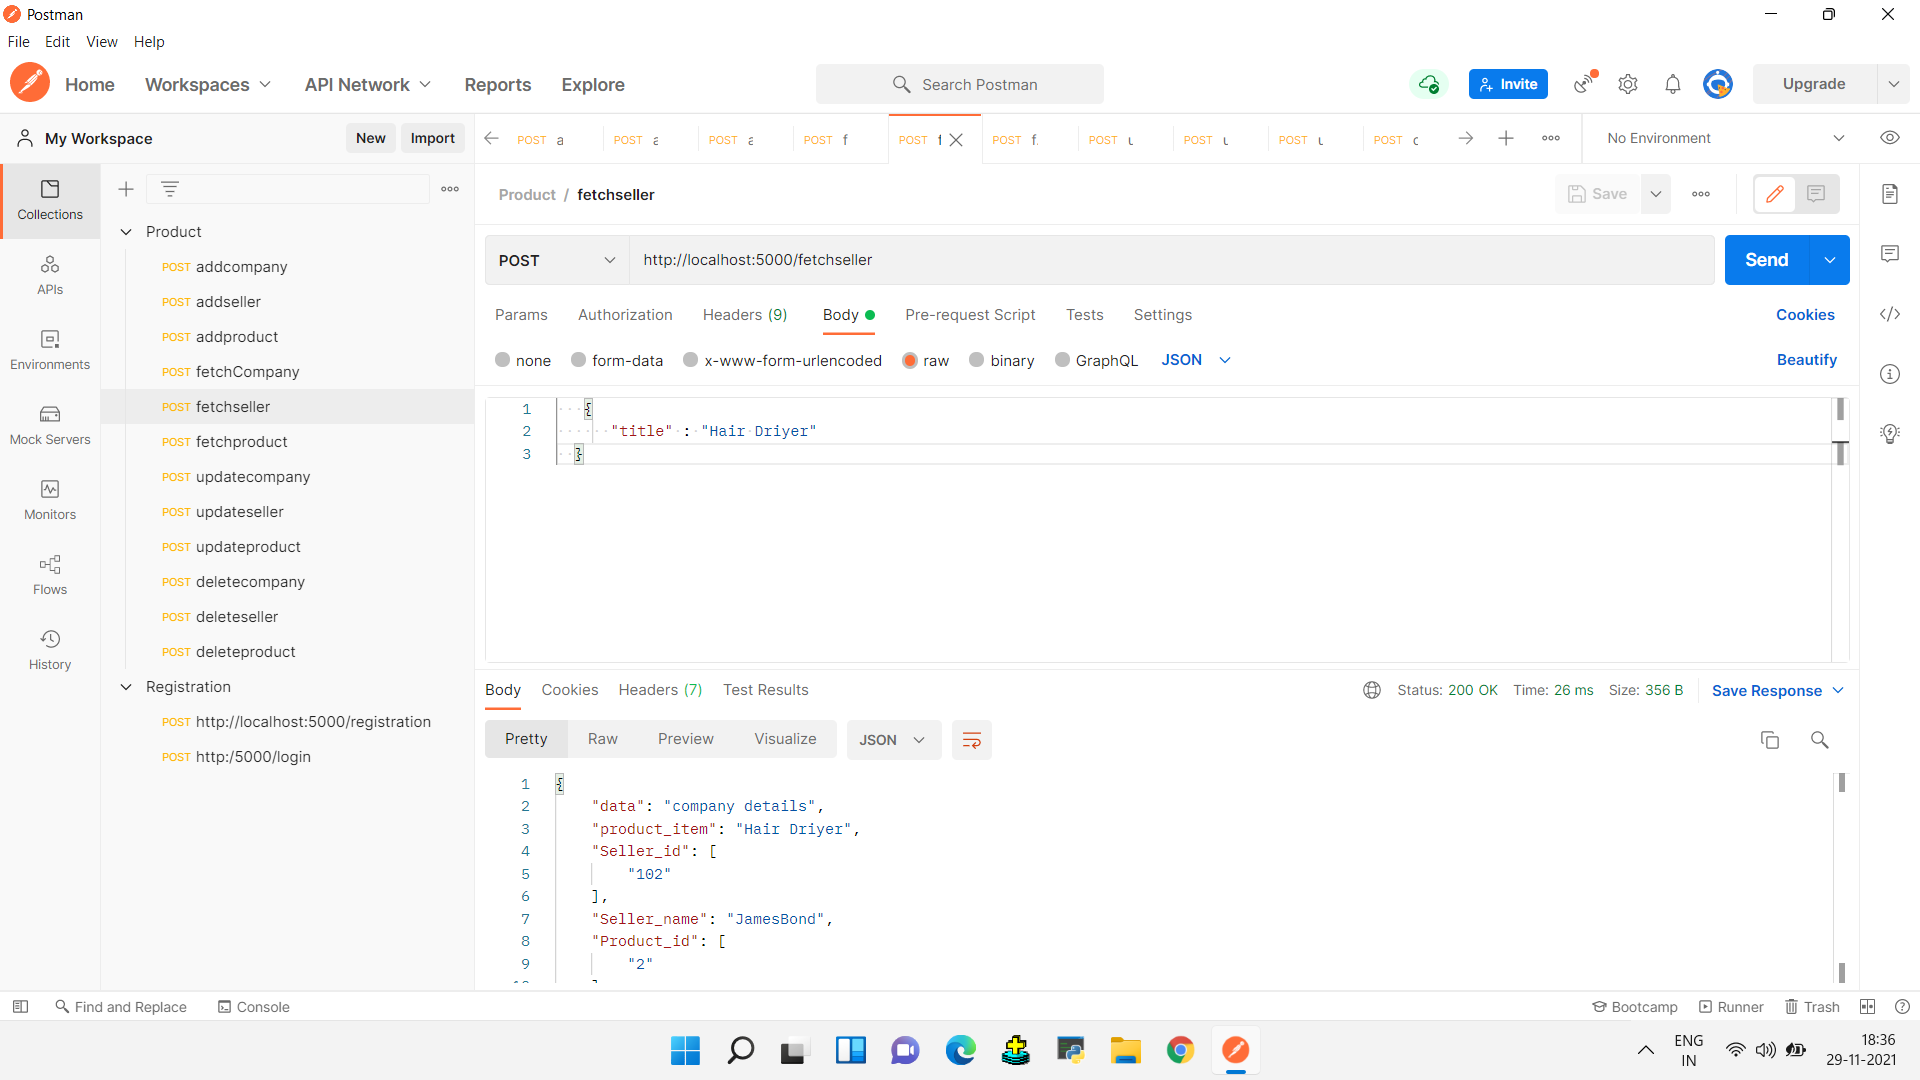 Postman
File Edit View Help
Home Workspaces API Network Reports Explore Search Postman Invite Upgrade
My Workspace New Import POST a POST a POST a POST f POST f POST f. POST u POST u POST u POST c No Environment
Collections
APIs
Environments
Mock Servers
Monitors
Flows
History
Product
POST addcompany
POST addseller
POST addproduct
POST fetchCompany
POST fetchseller
POST fetchproduct
POST updatecompany
POST updateseller
POST updateproduct
POST deletecompany
POST deleteseller
POST deleteproduct
Registration
POST http://localhost:5000/registration
POST http:/5000/login
Product / fetchseller Save
POST http://localhost:5000/fetchseller Send
Params Authorization Headers (9) Body Pre-request Script Tests Settings Cookies
none form-data x-www-form-urlencoded raw binary GraphQL JSON Beautify
1 {
2 "title" : "Hair Driyer"
3 }
Body Cookies Headers (7) Test Results Status: 200 OK Time: 26 ms Size: 356 B Save Response
Pretty Raw Preview Visualize JSON
1 {
2 "data": "company details",
3 "product_item": "Hair Driyer",
4 "Seller_id": [
5 "102"
6 ],
7 "Seller_name": "JamesBond",
8 "Product_id": [
9 "2"
Find and Replace Console Bootcamp Runner Trash
ENG
IN
18:36
29-11-2021